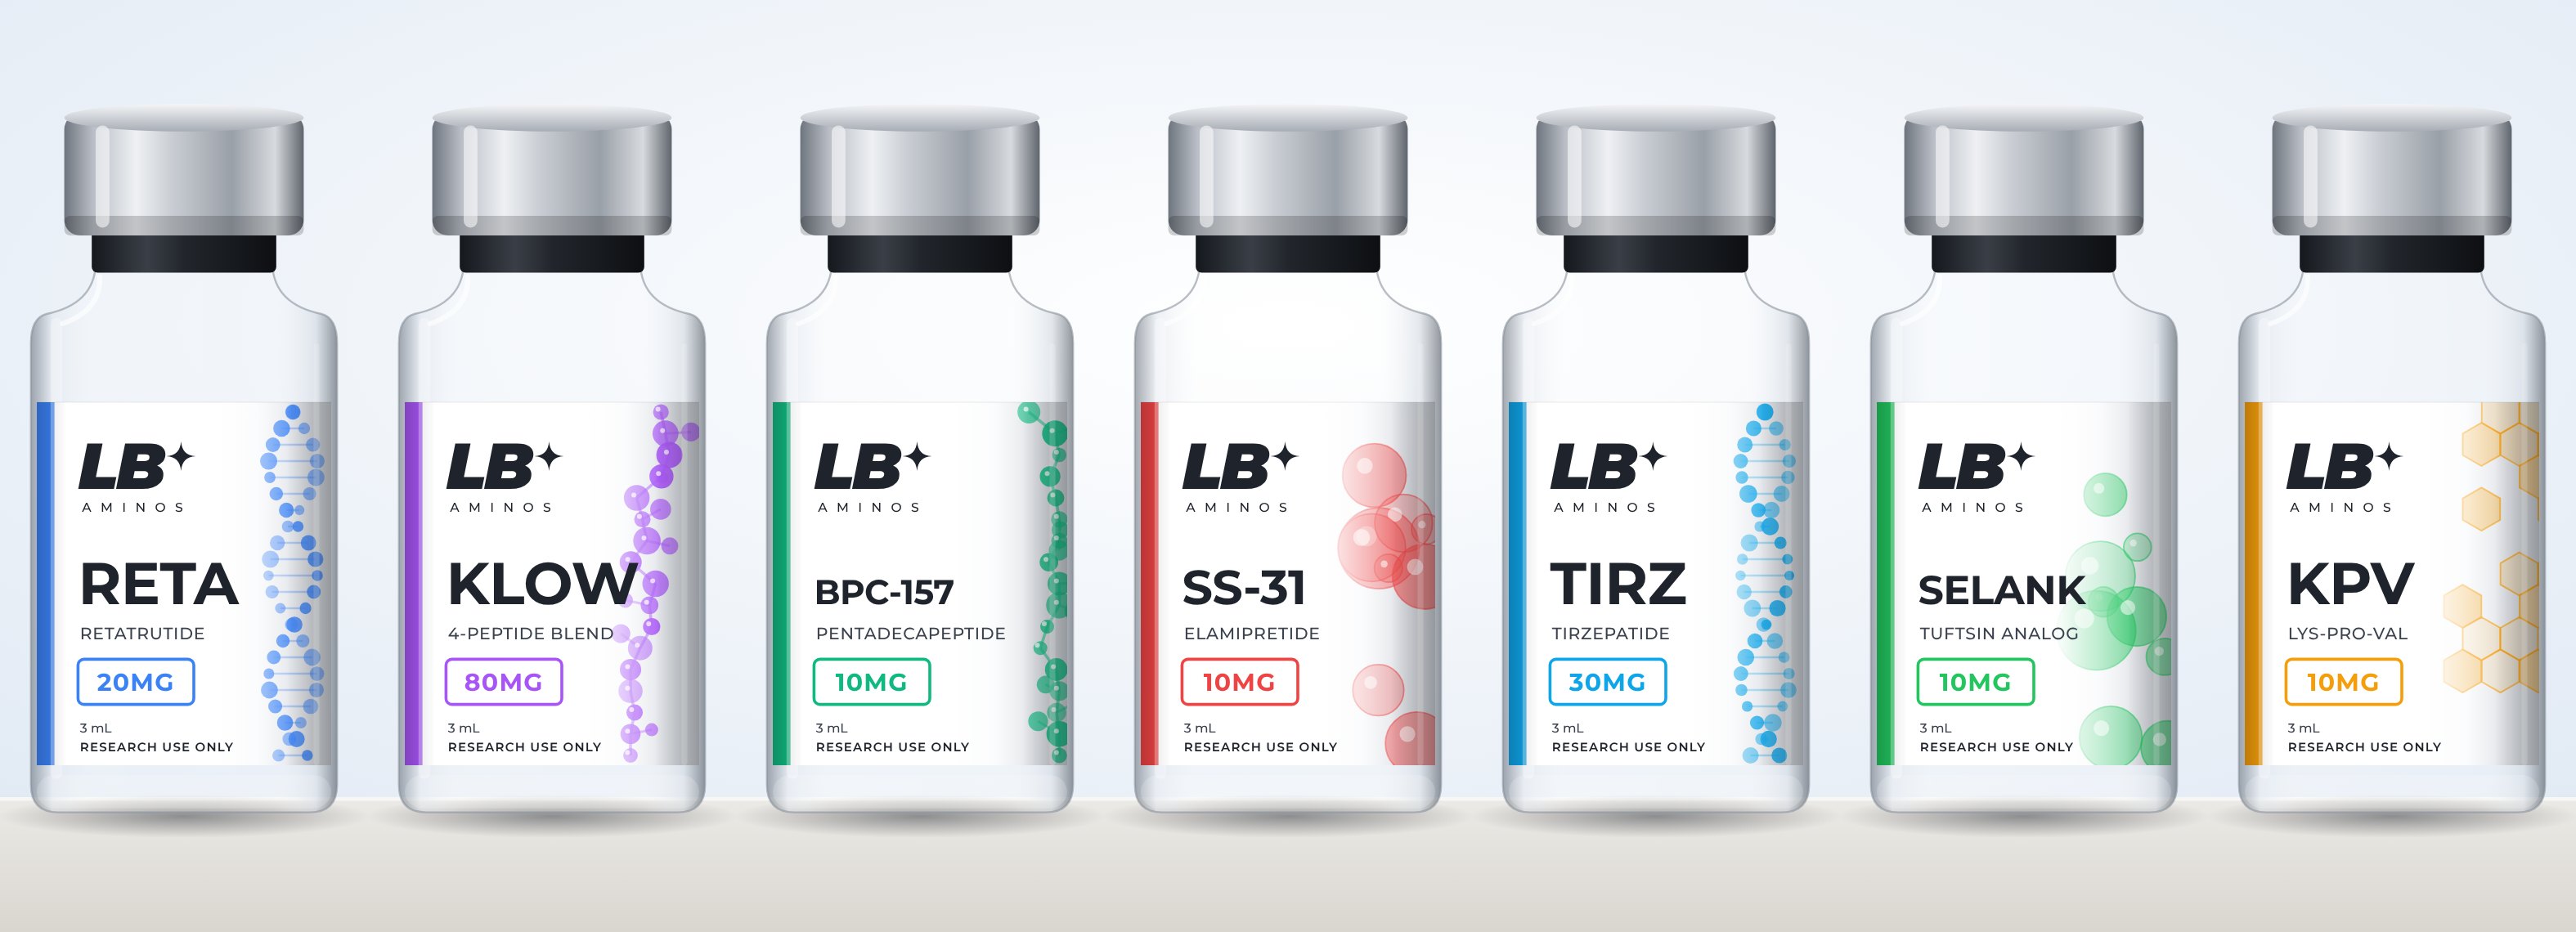 LB
AMINOS
RETA
RETATRUTIDE
20MG
3 mL
RESEARCH USE ONLY
LB
AMINOS
KLOW
4-PEPTIDE BLEND
80MG
3 mL
RESEARCH USE ONLY
LB
AMINOS
BPC-157
PENTADECAPEPTIDE
10MG
3 mL
RESEARCH USE ONLY
LB
AMINOS
SS-31
ELAMIPRETIDE
10MG
3 mL
RESEARCH USE ONLY
LB
AMINOS
TIRZ
TIRZEPATIDE
30MG
3 mL
RESEARCH USE ONLY
LB
AMINOS
SELANK
TUFTSIN ANALOG
10MG
3 mL
RESEARCH USE ONLY
LB
AMINOS
KPV
LYS-PRO-VAL
10MG
3 mL
RESEARCH USE ONLY